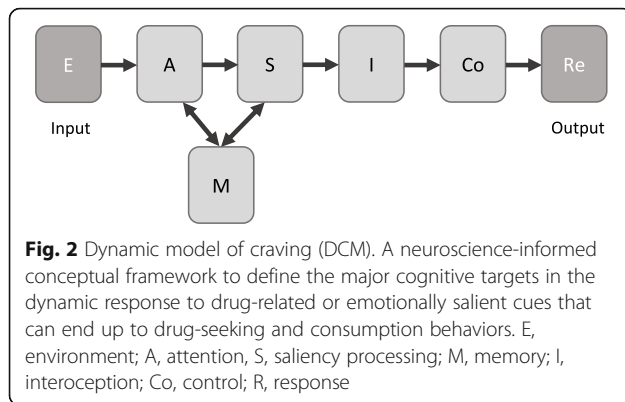 E A S I Co Re
Input Output
M
Fig. 2 Dynamic model of craving (DCM). A neuroscience-informed
conceptual framework to define the major cognitive targets in the
dynamic response to drug-related or emotionally salient cues that
can end up to drug-seeking and consumption behaviors. E,
environment; A, attention, S, saliency processing; M, memory; I,
interoception; Co, control; R, response